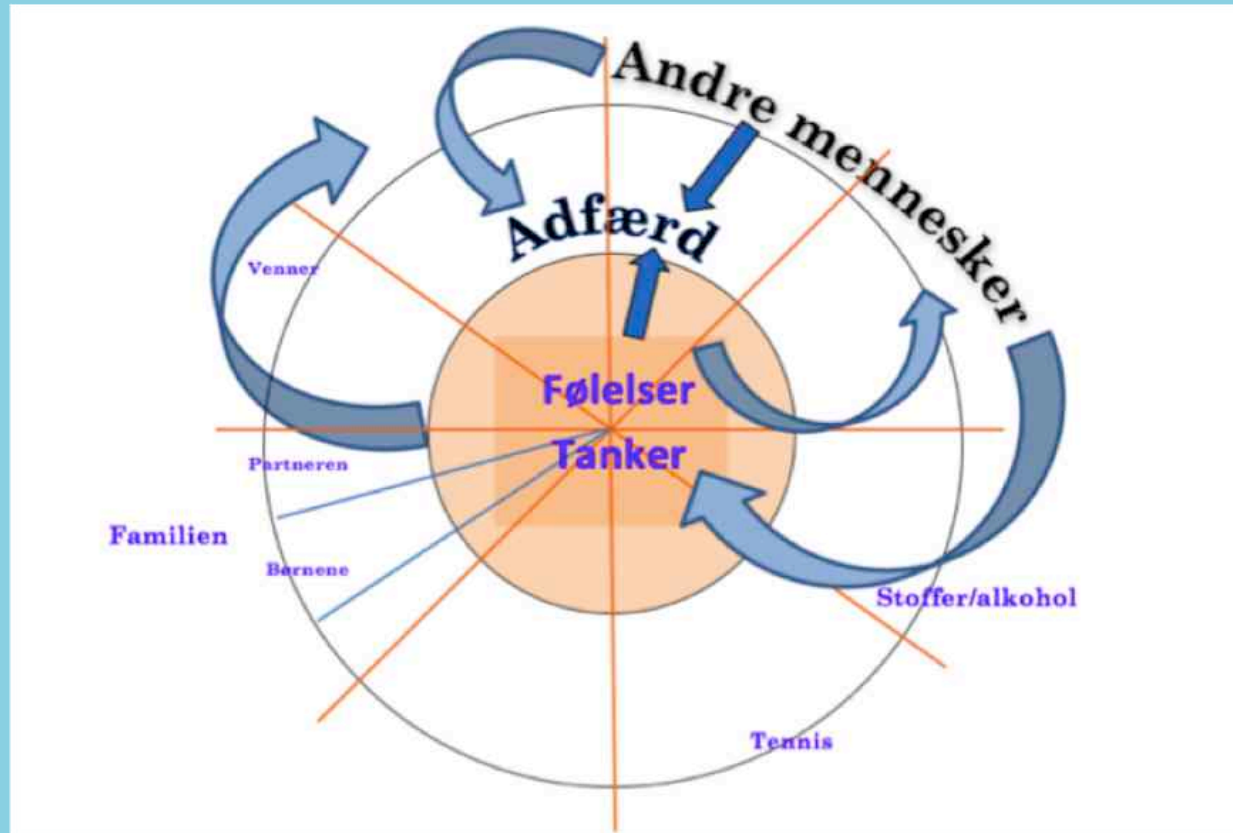 Andre mennesker
Adfærd
Venner
Følelser
Tanker
Partneren
Familien
Børnene
Stoffer/alkohol
Tennis